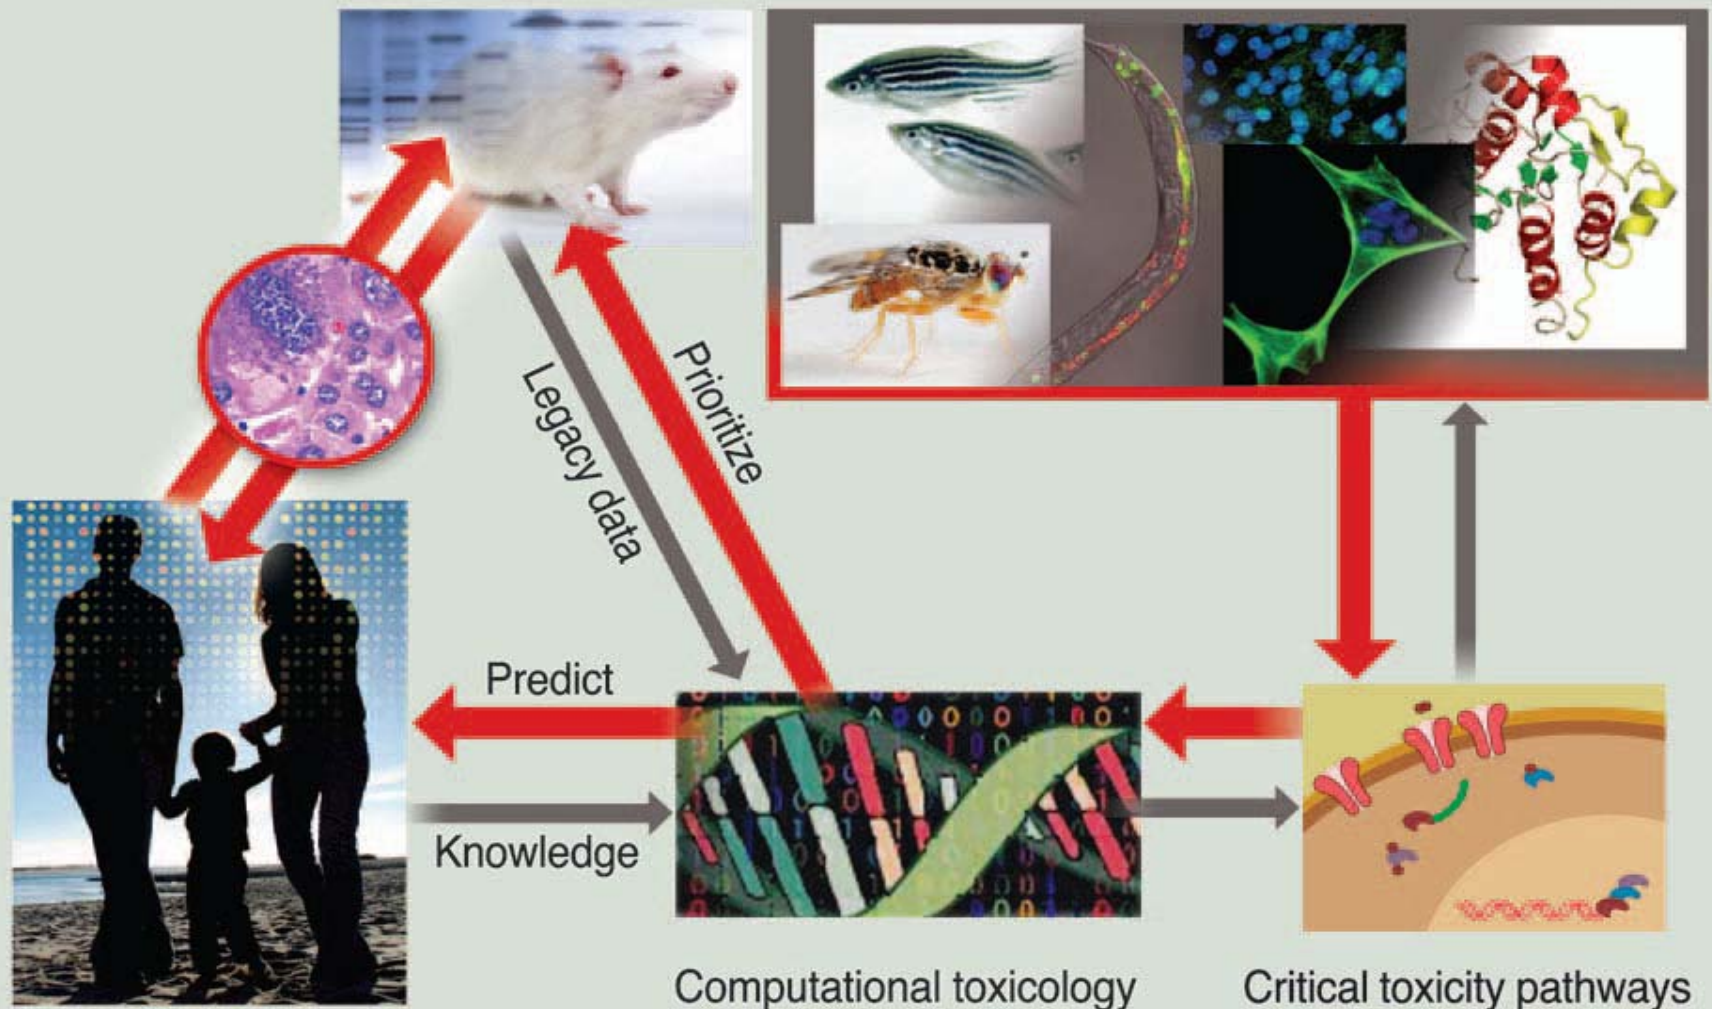 Legacy data
Prioritize
Predict
Knowledge
Computational toxicology
Critical toxicity pathways